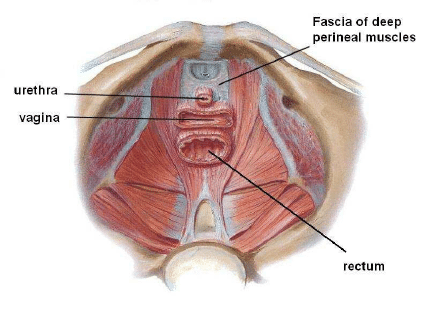 Fascia of deep
perineal muscles
urethra
vagina
rectum